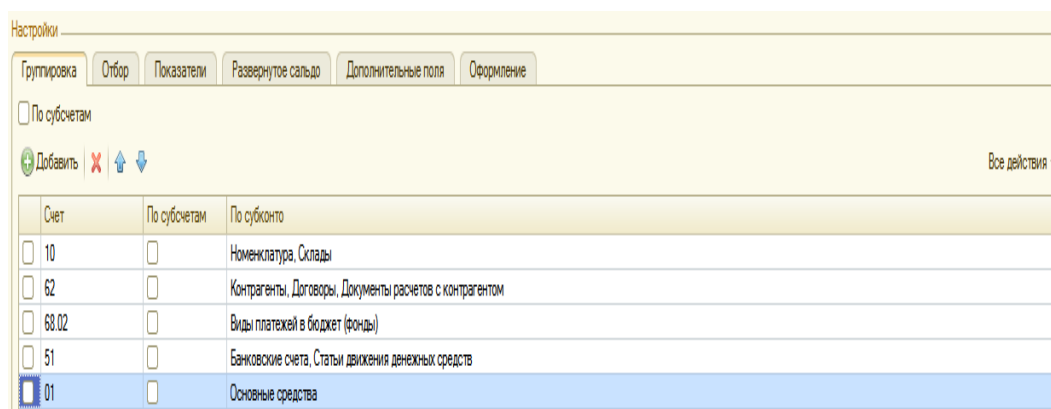 Настройки
Группировка Отбор Показатели Развернутое сальдо Дополнительные поля Оформление
По субсчетам
Добавить Все действия
Счет По субсчетам По субконто
10 Номенклатура, Склады
62 Контрагенты, Договоры, Документы расчетов с контрагентом
68.02 Виды платежей в бюджет (фонды)
51 Банковские счета, Статьи движения денежных средств
01 Основные средства